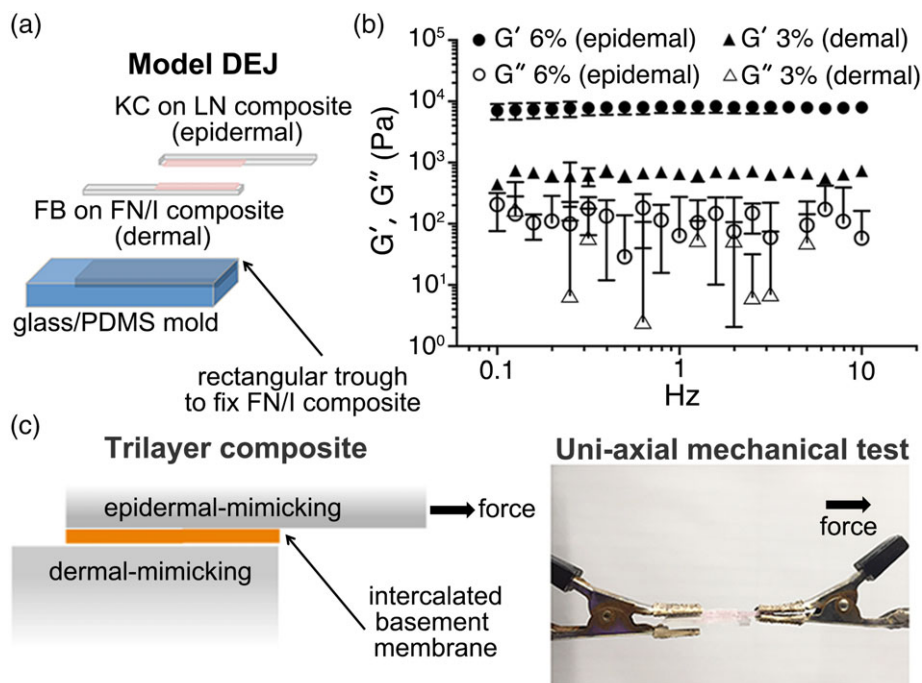 (a)
Model DEJ
KC on LN composite
(epidermal)
FB on FN/I composite
(dermal)
glass/PDMS mold
rectangular trough
to fix FN/I composite
(b)
G′ 6% (epidemal)
G′ 3% (demal)
G″ 6% (epidermal)
G″ 3% (dermal)
G′, G″ (Pa)
10⁵
10⁴
10³
10²
10¹
10⁰
0.1
1
10
Hz
(c)
Trilayer composite
epidermal-mimicking
force
dermal-mimicking
intercalated
basement
membrane
Uni-axial mechanical test
force